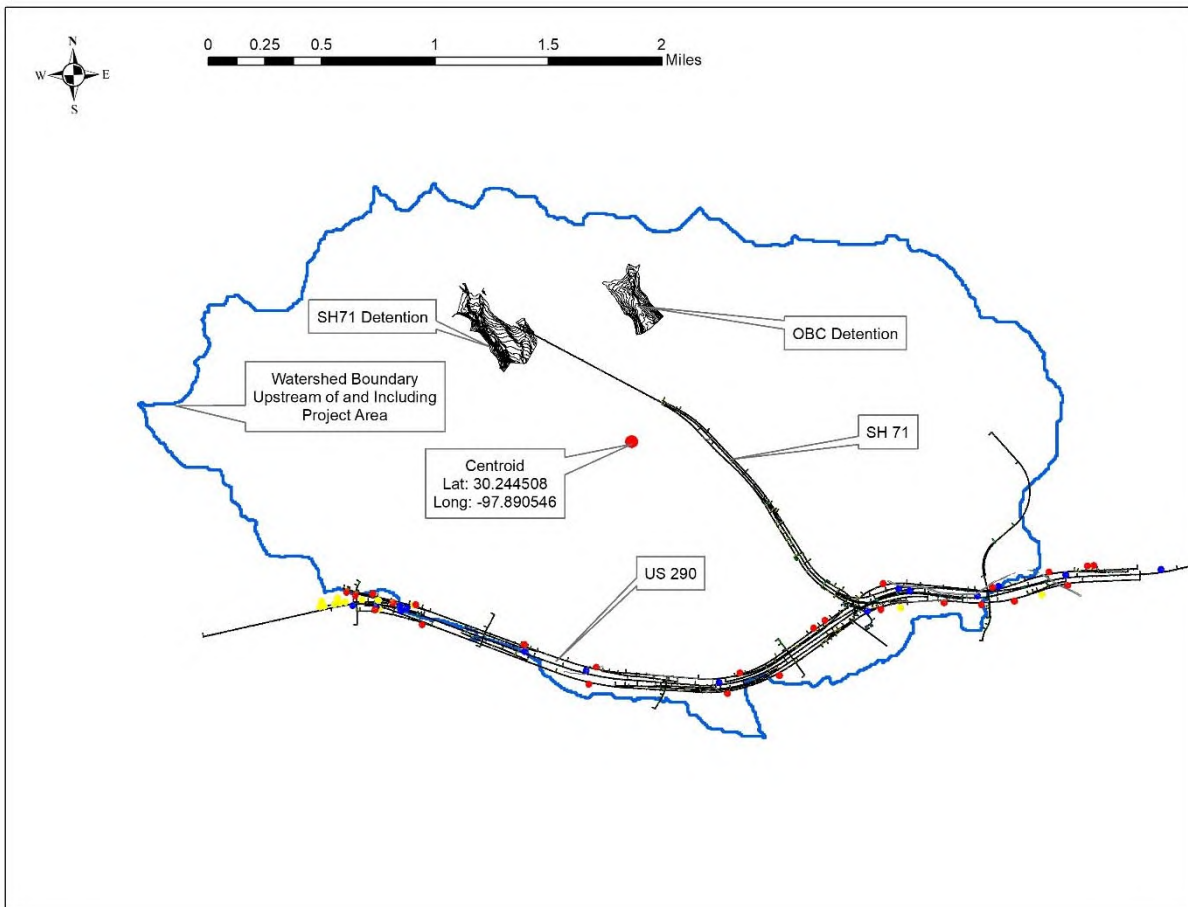 N
W E
S
0 0.25 0.5 1 1.5 2
Miles
SH71 Detention
OBC Detention
Watershed Boundary
Upstream of and Including
Project Area
SH 71
Centroid
Lat: 30.244508
Long: -97.890546
US 290